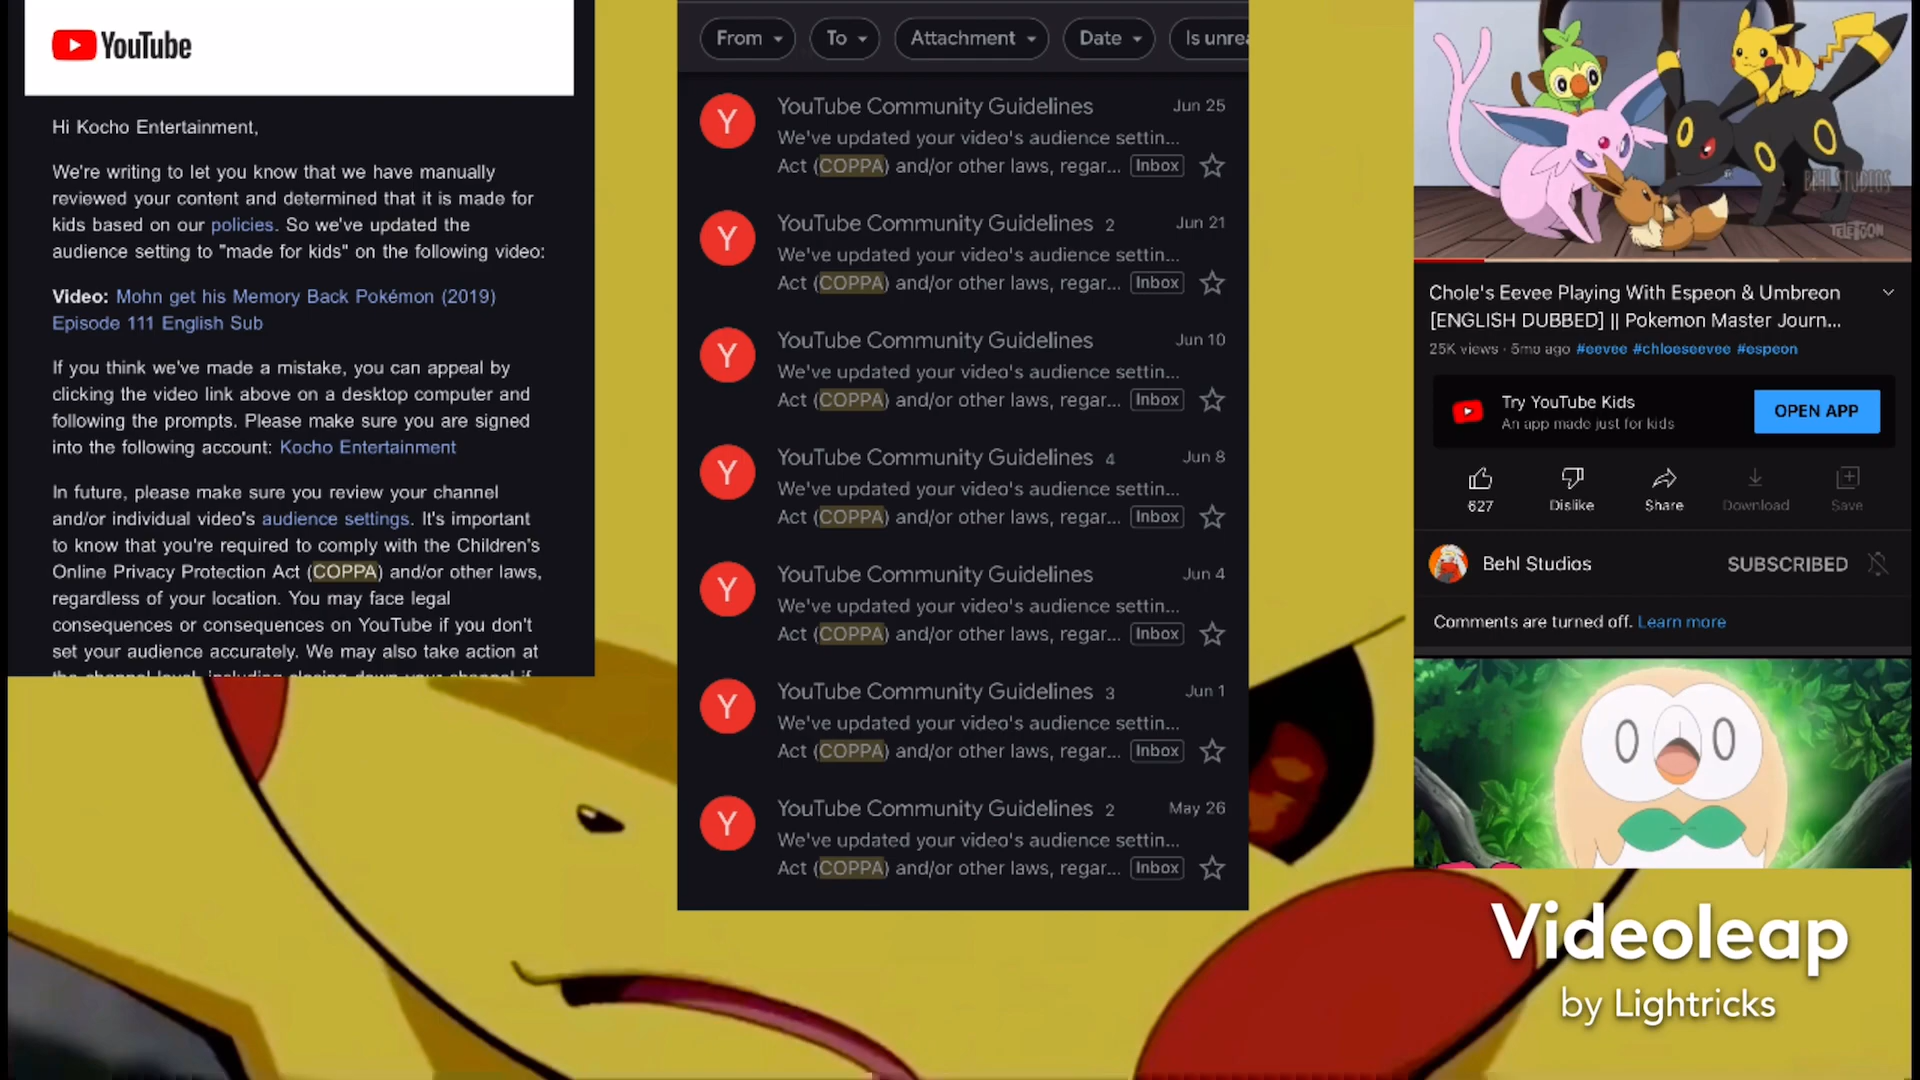 YouTube
Hi Kocho Entertainment,
We're writing to let you know that we have manually
reviewed your content and determined that it is made for
kids based on our policies. So we've updated the
audience setting to "made for kids" on the following video:
Video: Mohn get his Memory Back Pokémon (2019)
Episode 111 English Sub
If you think we've made a mistake, you can appeal by
clicking the video link above on a desktop computer and
following the prompts. Please make sure you are signed
into the following account: Kocho Entertainment
In future, please make sure you review your channel
and/or individual video's audience settings. It's important
to know that you're required to comply with the Children's
Online Privacy Protection Act (COPPA) and/or other laws,
regardless of your location. You may face legal
consequences or consequences on YouTube if you don't
set your audience accurately. We may also take action at
From To Attachment Date Is unrea
Y YouTube Community Guidelines Jun 25
We've updated your video's audience settin...
Act (COPPA) and/or other laws, regar... Inbox
Y YouTube Community Guidelines 2 Jun 21
We've updated your video's audience settin...
Act (COPPA) and/or other laws, regar... Inbox
Y YouTube Community Guidelines Jun 10
We've updated your video's audience settin...
Act (COPPA) and/or other laws, regar... Inbox
Y YouTube Community Guidelines 4 Jun 8
We've updated your video's audience settin...
Act (COPPA) and/or other laws, regar... Inbox
Y YouTube Community Guidelines Jun 4
We've updated your video's audience settin...
Act (COPPA) and/or other laws, regar... Inbox
Y YouTube Community Guidelines 3 Jun 1
We've updated your video's audience settin...
Act (COPPA) and/or other laws, regar... Inbox
Y YouTube Community Guidelines 2 May 26
We've updated your video's audience settin...
Act (COPPA) and/or other laws, regar... Inbox
BEHL STUDIOS
TELETOON
Chole's Eevee Playing With Espeon & Umbreon
[ENGLISH DUBBED] || Pokemon Master Journ...
25K views · 5mo ago #eevee #chloeseevee #espeon
Try YouTube Kids
An app made just for kids
OPEN APP
627 Dislike Share Download Save
Behl Studios SUBSCRIBED
Comments are turned off. Learn more
Videoleap
by Lightricks